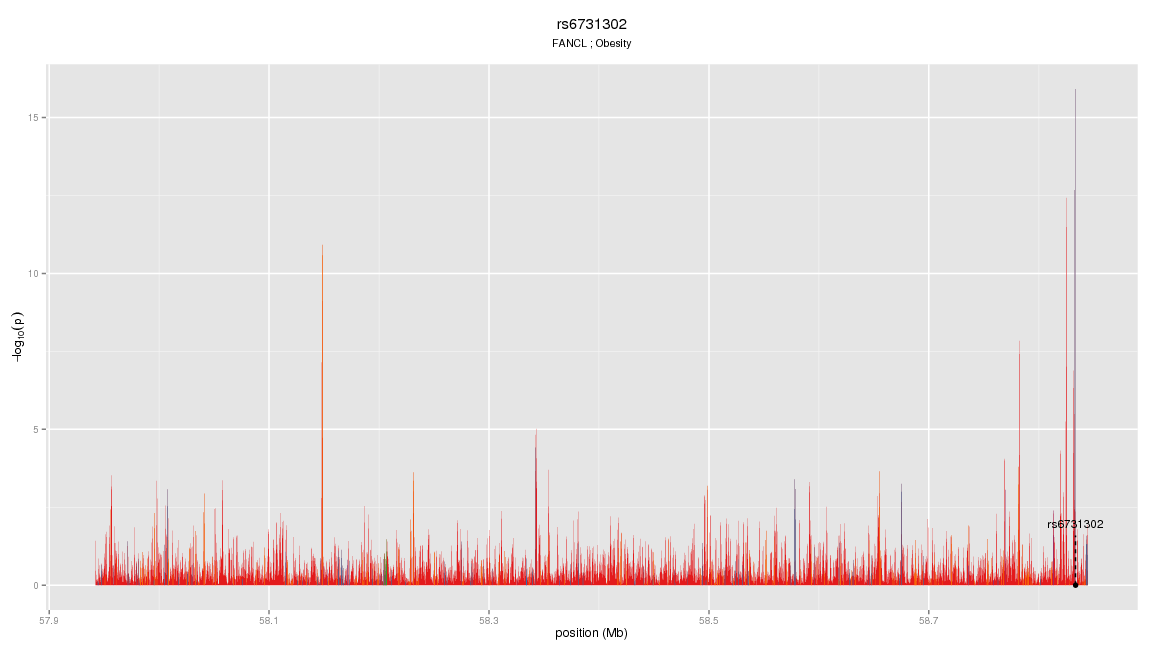 rs6731302
FANCL ; Obesity
15
10
5
0
−log10(p)
rs6731302
57.9
58.1
58.3
58.5
58.7
position (Mb)